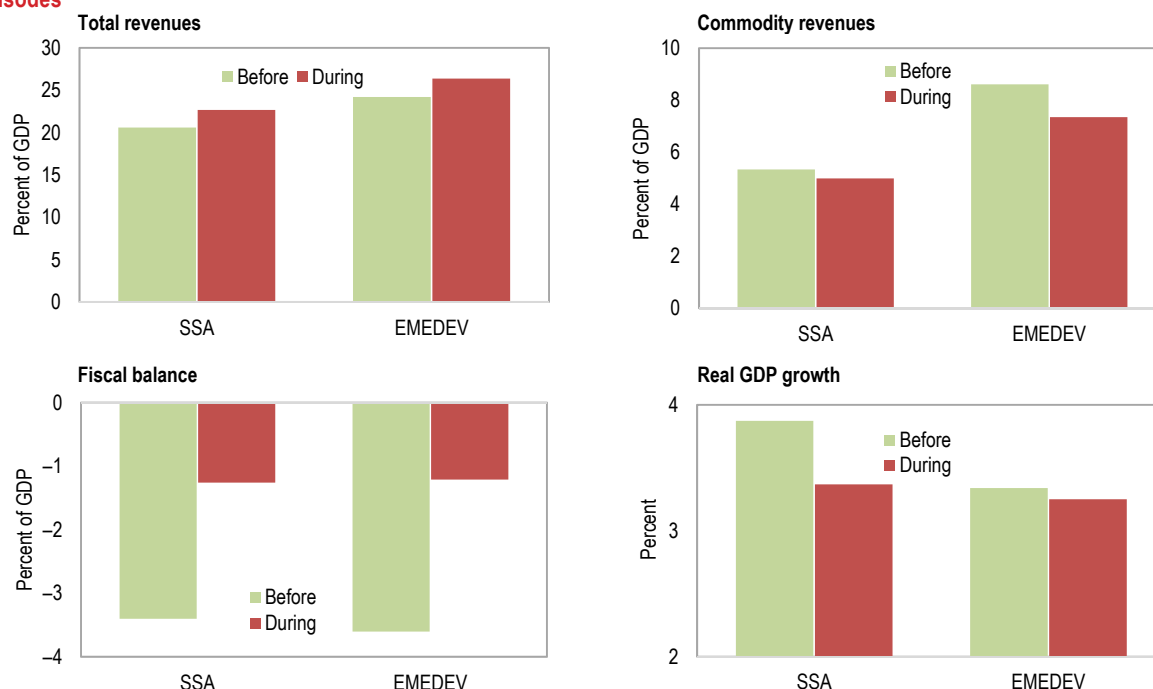 Total revenues
30
25
20
15
10
5
0
Percent of GDP
Before During
SSA EMEDEV
Commodity revenues
10
8
6
4
2
0
Percent of GDP
Before
During
SSA EMEDEV
Fiscal balance
0
–1
–2
–3
–4
Percent of GDP
Before
During
SSA EMEDEV
Real GDP growth
4
3
2
Percent
Before
During
SSA EMEDEV